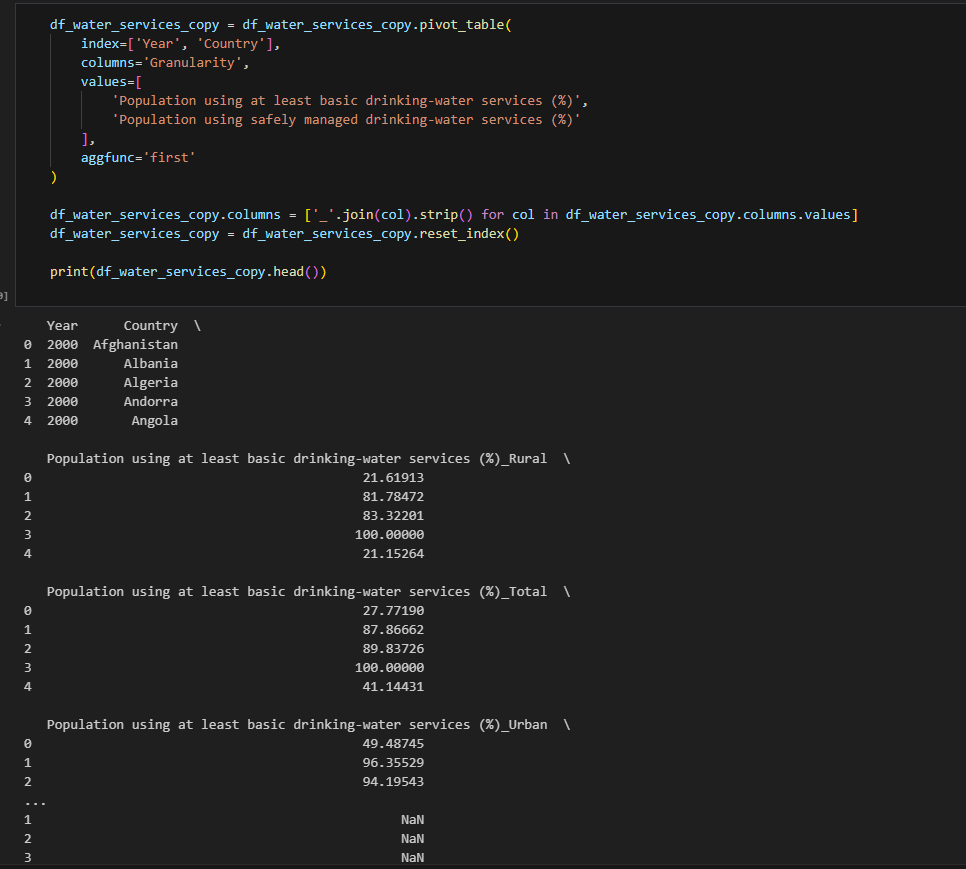 df_water_services_copy = df_water_services_copy.pivot_table(
    index=['Year', 'Country'],
    columns='Granularity',
    values=[
        'Population using at least basic drinking-water services (%)',
        'Population using safely managed drinking-water services (%)'
    ],
    aggfunc='first'
)
df_water_services_copy.columns = ['_'.join(col).strip() for col in df_water_services_copy.columns.values]
df_water_services_copy = df_water_services_copy.reset_index()
print(df_water_services_copy.head())
]
   Year      Country  \
0  2000  Afghanistan
1  2000      Albania
2  2000      Algeria
3  2000      Andorra
4  2000       Angola
   Population using at least basic drinking-water services (%)_Rural  \
0                                           21.61913
1                                           81.78472
2                                           83.32201
3                                          100.00000
4                                           21.15264
   Population using at least basic drinking-water services (%)_Total  \
0                                           27.77190
1                                           87.86662
2                                           89.83726
3                                          100.00000
4                                           41.14431
   Population using at least basic drinking-water services (%)_Urban  \
0                                           49.48745
1                                           96.35529
2                                           94.19543
...
1                                                NaN
2                                                NaN
3                                                NaN